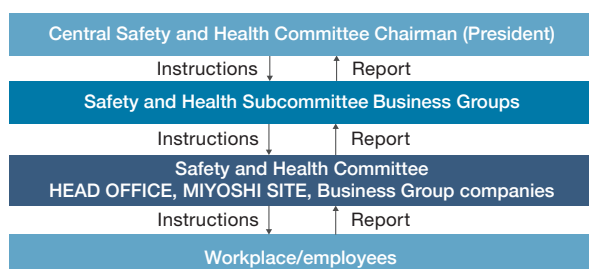 Central Safety and Health Committee Chairman (President)
Instructions Report
Safety and Health Subcommittee Business Groups
Instructions Report
Safety and Health Committee
HEAD OFFICE, MIYOSHI SITE, Business Group companies
Instructions Report
Workplace/employees